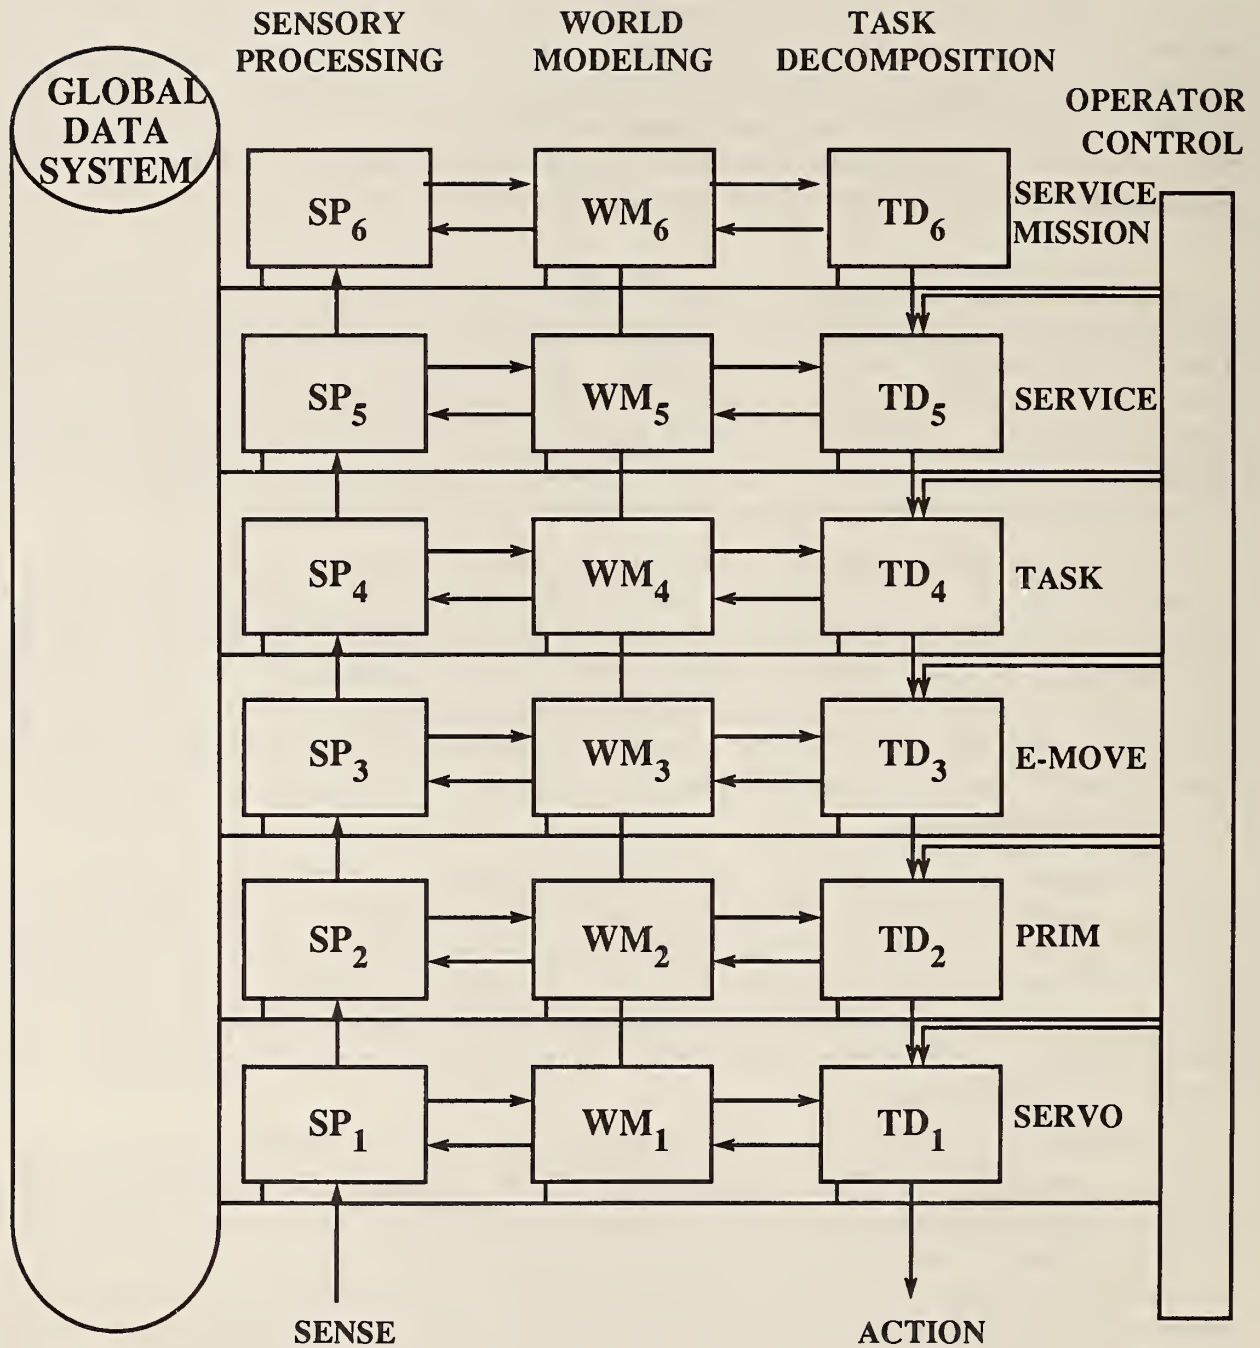 SENSORY
PROCESSING
WORLD
MODELING
TASK
DECOMPOSITION
OPERATOR
CONTROL
GLOBAL
DATA
SYSTEM
SP6
WM6
TD6
SERVICE
MISSION
SP5
WM5
TD5
SERVICE
SP4
WM4
TD4
TASK
SP3
WM3
TD3
E-MOVE
SP2
WM2
TD2
PRIM
SP1
WM1
TD1
SERVO
SENSE
ACTION